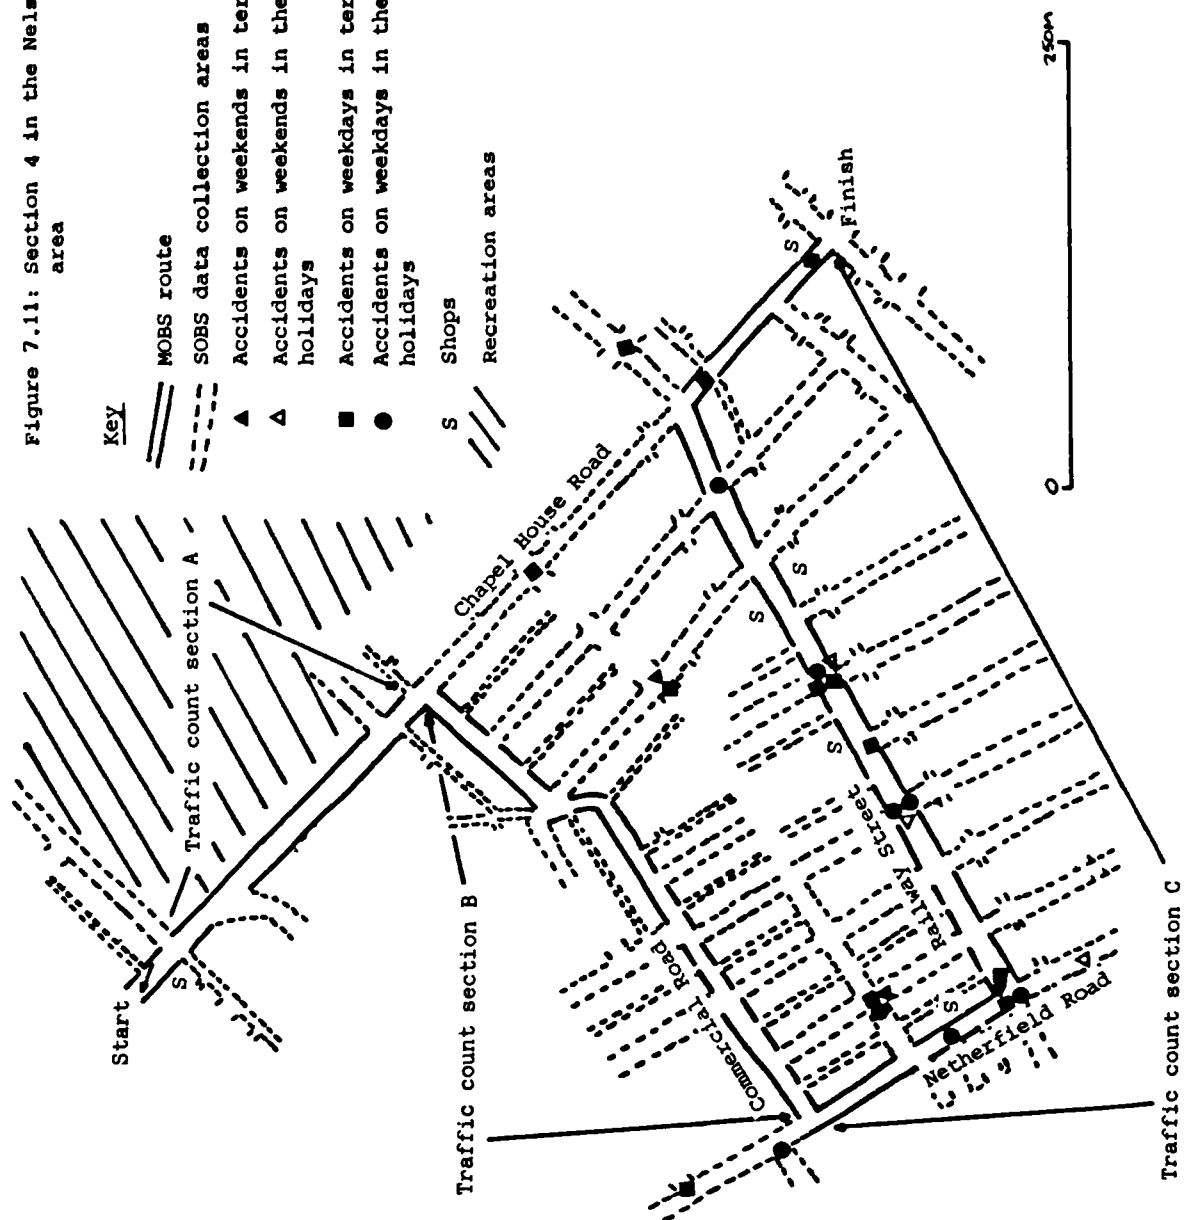 Figure 7.11: Section 4 in the Nels
area
Key
MOBS route
SOBS data collection areas
Accidents on weekends in ter
Accidents on weekends in the
holidays
Accidents on weekdays in ter
Accidents on weekdays in the
holidays
S Shops
Recreation areas
Start
S
Traffic count section A
Chapel House Road
Traffic count section B
Commercial Road
Railway Street
Netherfield Road
S
S
S
S
S
Finish
Traffic count section B
Traffic count section C
0
250m